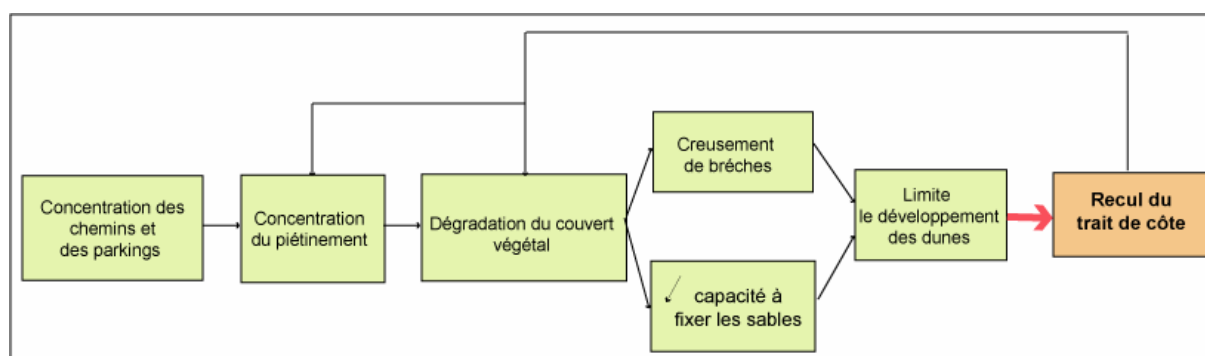 Concentration des
chemins et
des parkings
Concentration
du piétinement
Dégradation du couvert
végétal
Creusement
de bréches
capacité à
fixer les sables
Limite
le développement
des dunes
Recul du
trait de côte